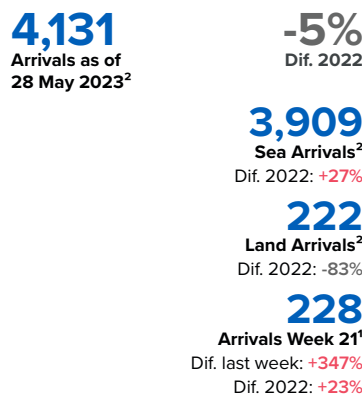 4,131
Arrivals as of
28 May 2023²
-5%
Dif. 2022
3,909
Sea Arrivals²
Dif. 2022: +27%
222
Land Arrivals²
Dif. 2022: -83%
228
Arrivals Week 21¹
Dif. last week: +347%
Dif. 2022: +23%